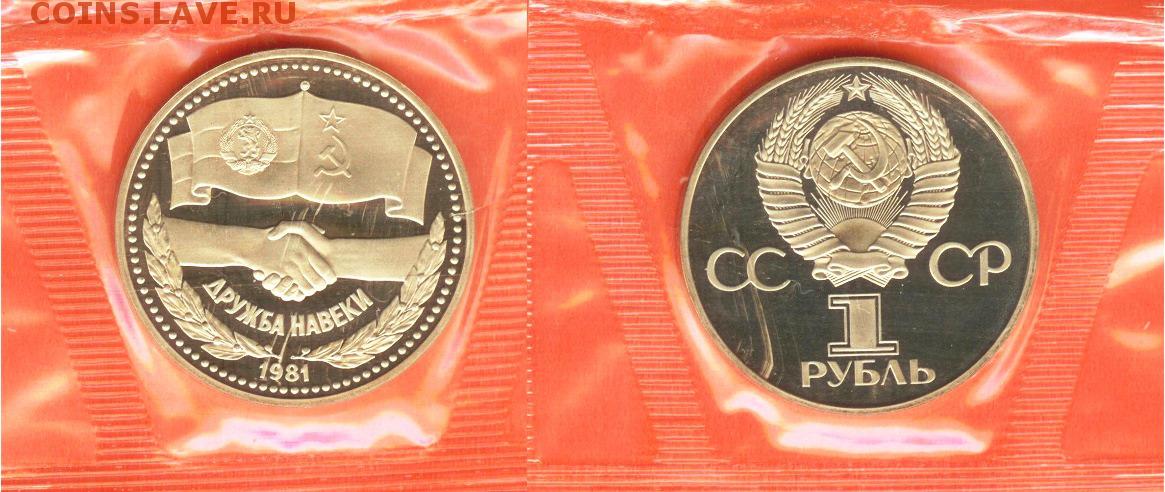 COINS.LAVE.RU
ДРУЖБА НАВЕКИ
1981
СС СР
1
РУБЛЬ